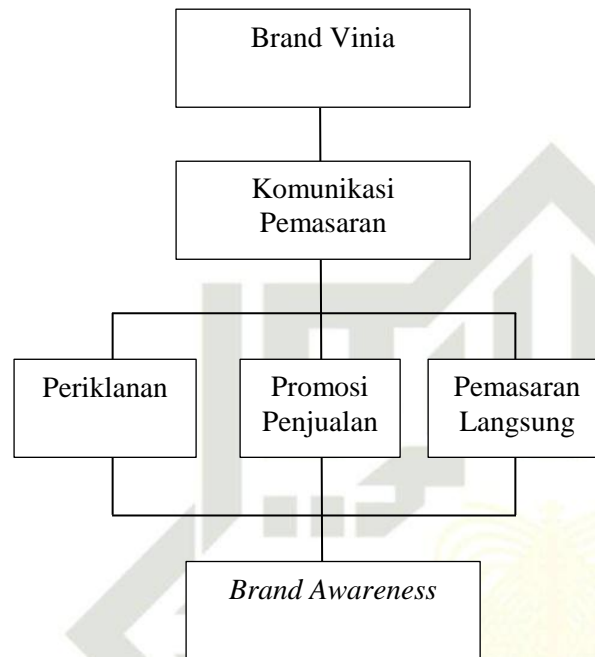 Brand Vinia
Komunikasi
Pemasaran
Periklanan
Promosi
Penjualan
Pemasaran
Langsung
Brand Awareness